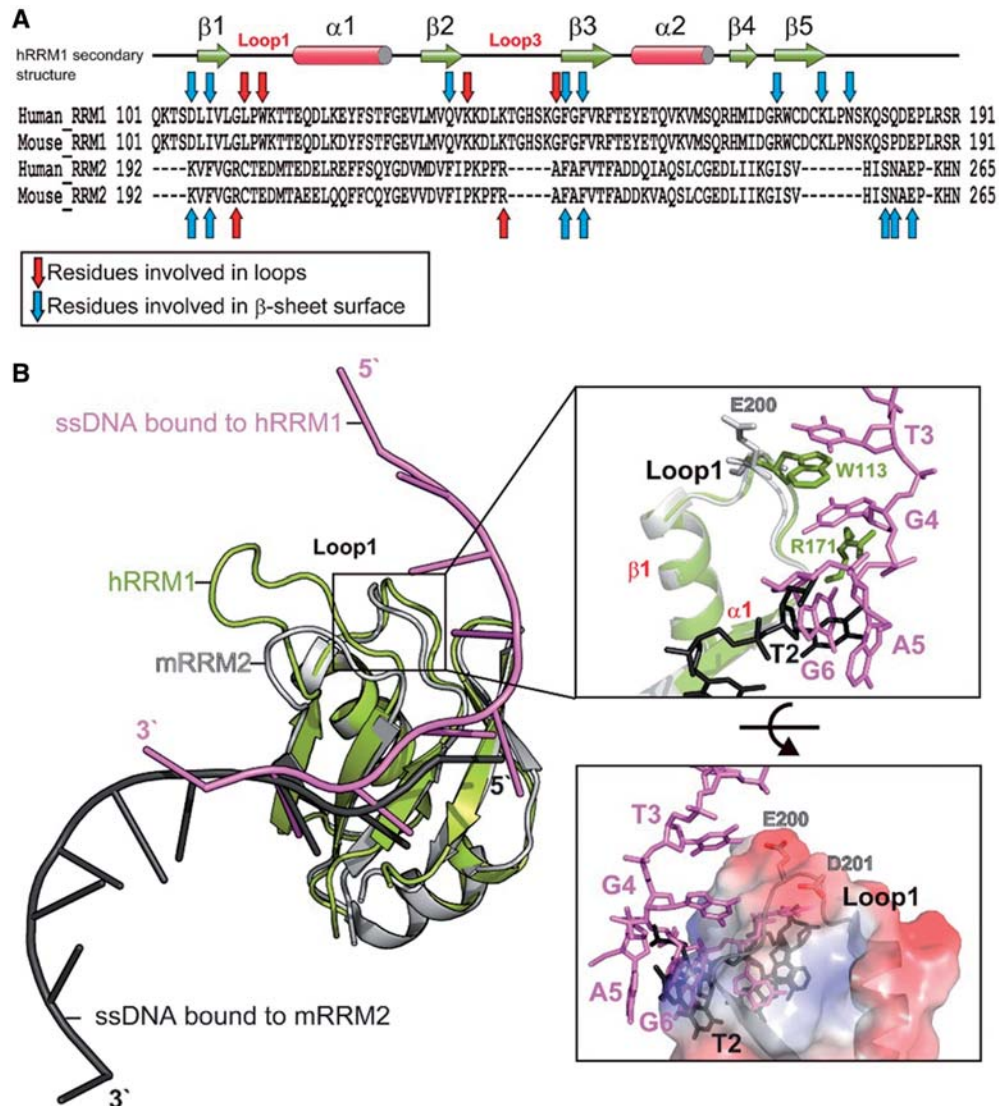 A
β1 Loop1 α1 β2 Loop3 β3 α2 β4 β5
hRRM1 secondary
structure
Human_RRM1 101 QKTSDLIVLGLPWKTTEQDLKEYFSTFGEVLMVQVKKDLKTGHSKGFGFVRFTEYETQVKVMSQRHMIDGRWCDCKLPNSKQSQDEPLRSR 191
Mouse_RRM1 101 QKTSDLIVLGLPWKTTEQDLKEYFSTFGEVLMVQVKKDLKTGHSKGFGFVRFTEYETQVKVMSQRHMIDGRWCDCKLPNSKQSPDEPLRSR 191
Human_RRM2 192 ----KVFVGRCTEDMTEDELREFFSQYGDVMDVFIPKPFR-----AFAFVTFADDQIAQSLCGEDLIIKGISV------HISNAEP-KHN 265
Mouse_RRM2 192 ----KVFVGRCTEDMTAEELQQFFCQYGEVVDVFIPKPFR-----AFAFVTFADDKVAQSLCGEDLIIKGISV------HISNAEP-KHN 265
Residues involved in loops
Residues involved in β-sheet surface
B
5`
ssDNA bound to hRRM1
Loop1
hRRM1
mRRM2
3`
5`
ssDNA bound to mRRM2
3`
E200
T3
Loop1
W113
G4
R171
β1
α1
T2
A5
G6
T3
E200
D201
G4
Loop1
A5
G6
T2